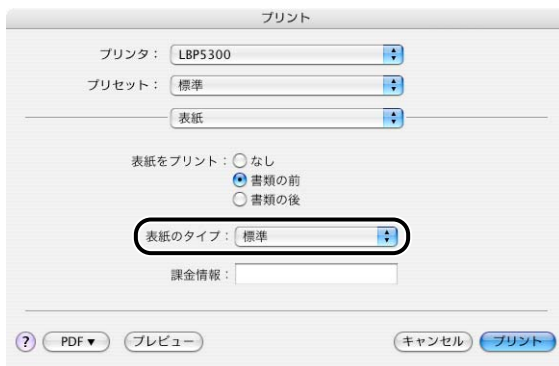 プリント
プリンタ： LBP5300
プリセット： 標準
表紙
表紙をプリント： なし
書類の前
書類の後
表紙のタイプ： 標準
課金情報：
? PDF▼ プレビュー キャンセル プリント